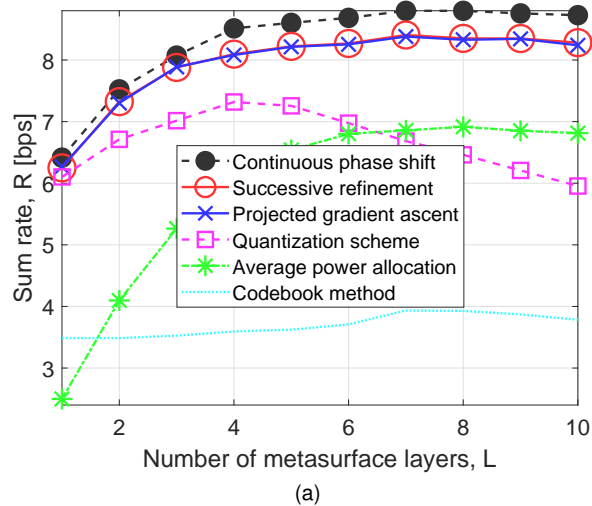 8
7
6
5
4
3
Sum rate, R [bps]
Continuous phase shift
Successive refinement
Projected gradient ascent
Quantization scheme
Average power allocation
Codebook method
2 4 6 8 10
Number of metasurface layers, L
(a)